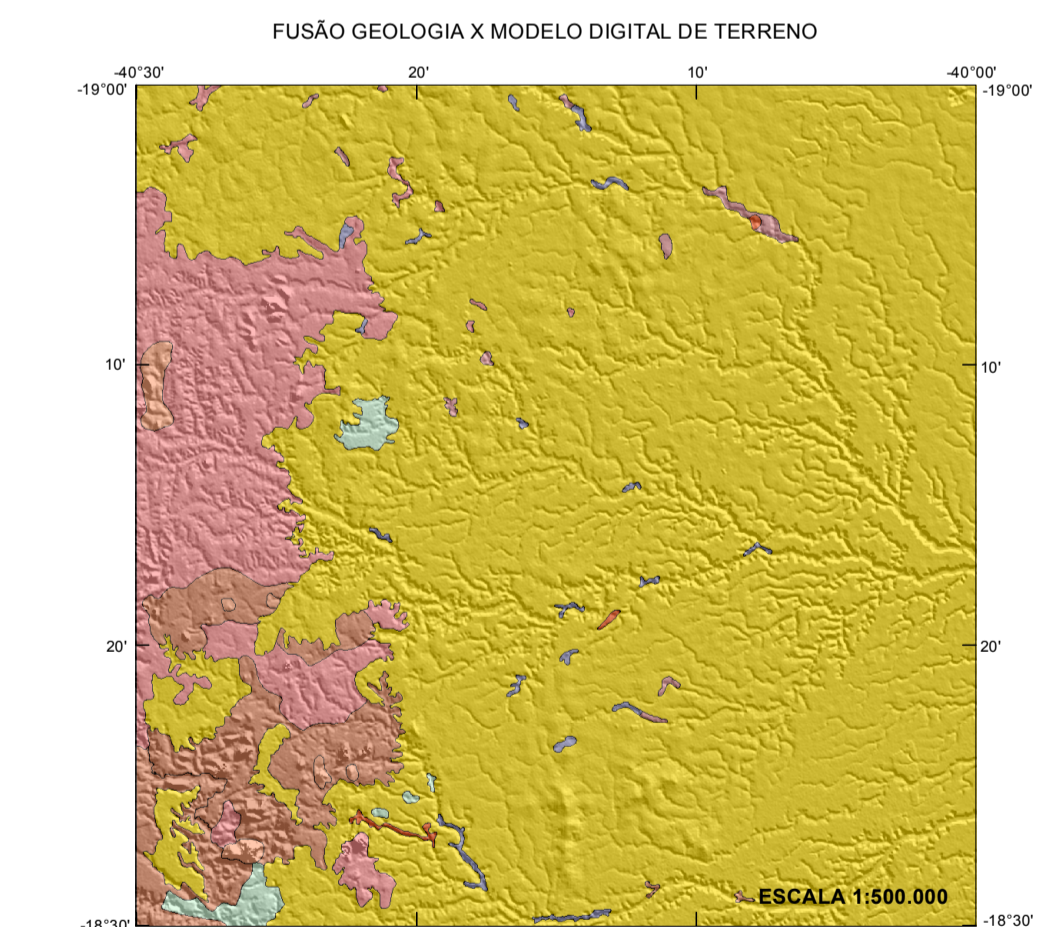 FUSÃO GEOLOGIA X MODELO DIGITAL DE TERRENO
-40°30' 20' 10' -40°00'
-19°00' -19°00'
10' 10'
20' 20'
ESCALA 1:500.000
-18°30' -18°30'